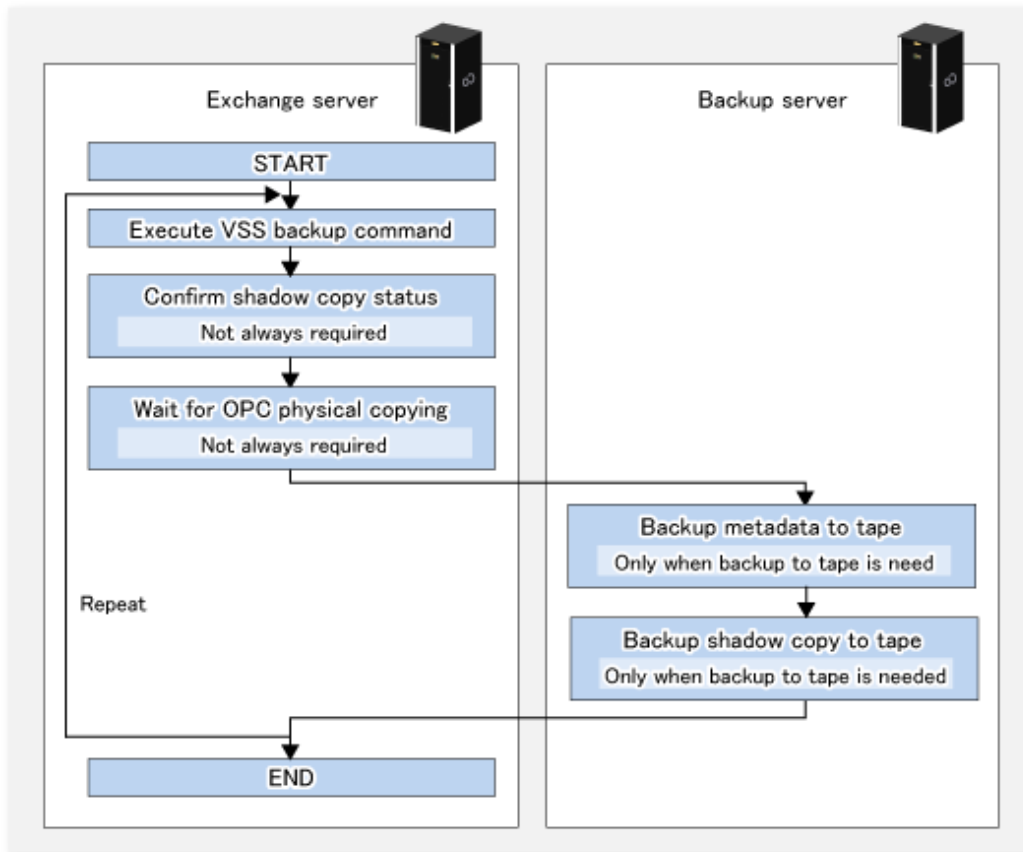 Exchange server
Backup server
START
Execute VSS backup command
Confirm shadow copy status
Not always required
Wait for OPC physical copying
Not always required
Backup metadata to tape
Only when backup to tape is need
Repeat
Backup shadow copy to tape
Only when backup to tape is needed
END